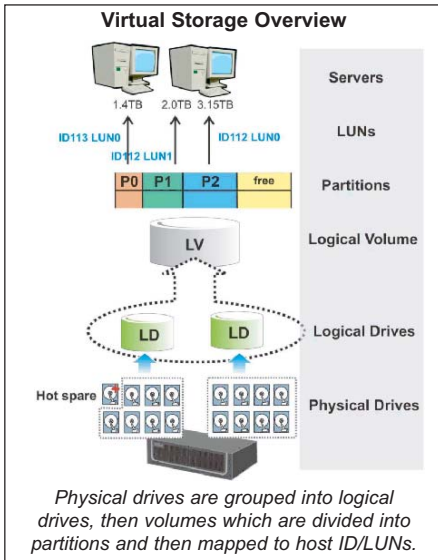 Virtual Storage Overview
Servers
1.4TB 2.0TB 3.15TB
LUNs
ID113 LUN0 ID112 LUN0
ID112 LUN1
P0 P1 P2 free
Partitions
Logical Volume
LV
LD LD
Logical Drives
Hot spare
Physical Drives
Physical drives are grouped into logical
drives, then volumes which are divided into
partitions and then mapped to host ID/LUNs.